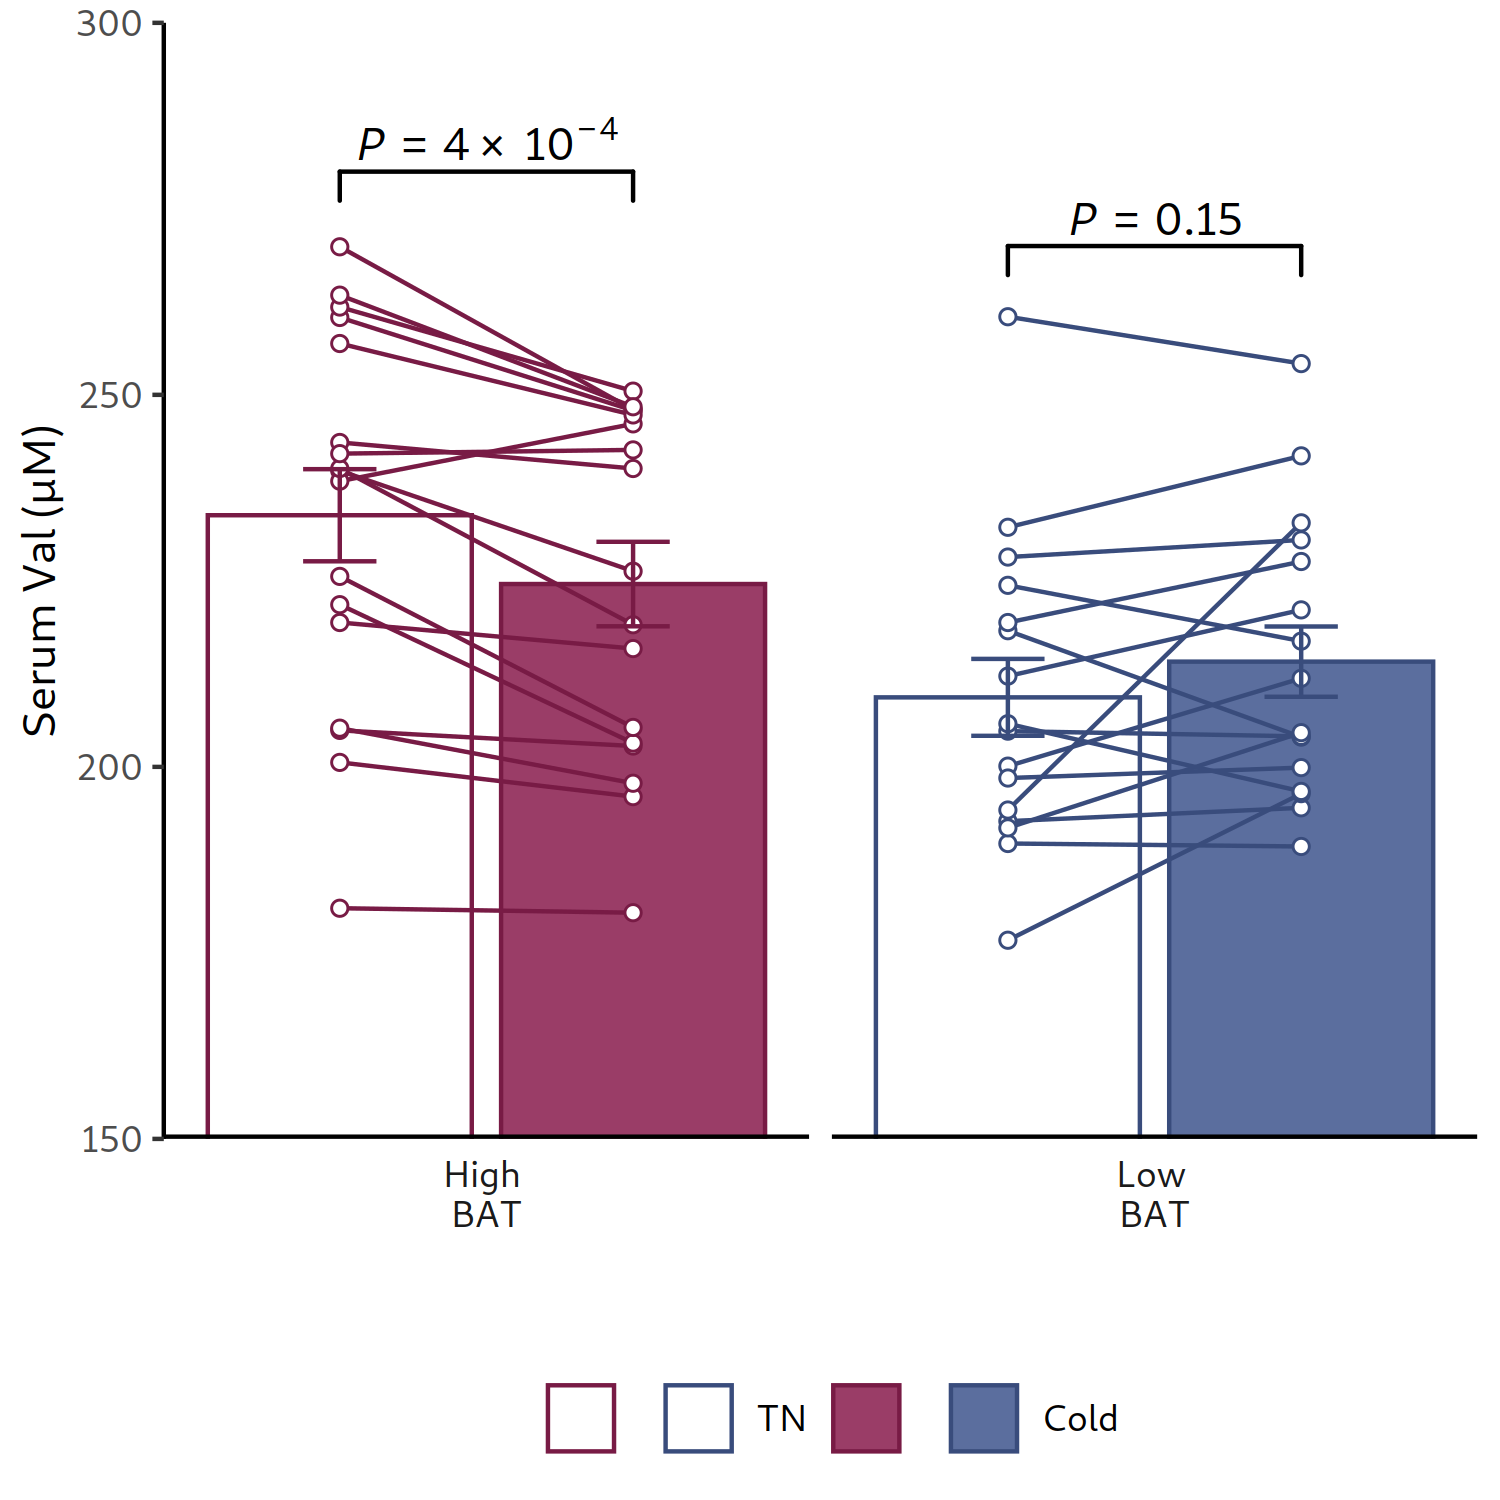 300
250
200
150
Serum Val (µM)
P = 4 × 10⁻⁴
P = 0.15
High
BAT
Low
BAT
TN
Cold